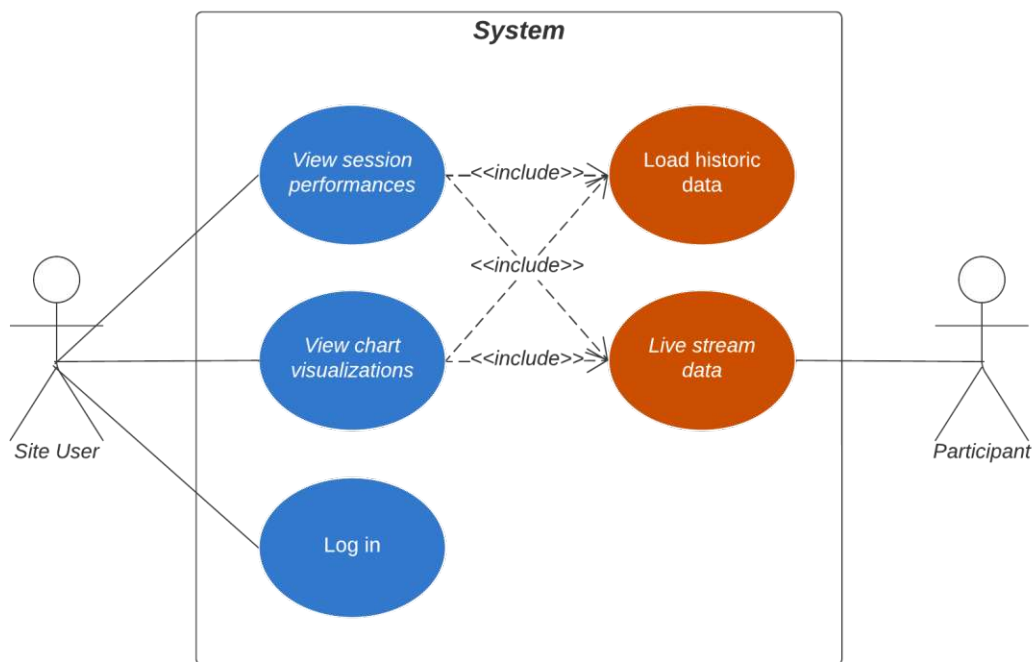 System
View session
performances
<<include>>
Load historic
data
<<include>>
View chart
visualizations
<<include>>
Live stream
data
Site User
Participant
Log in